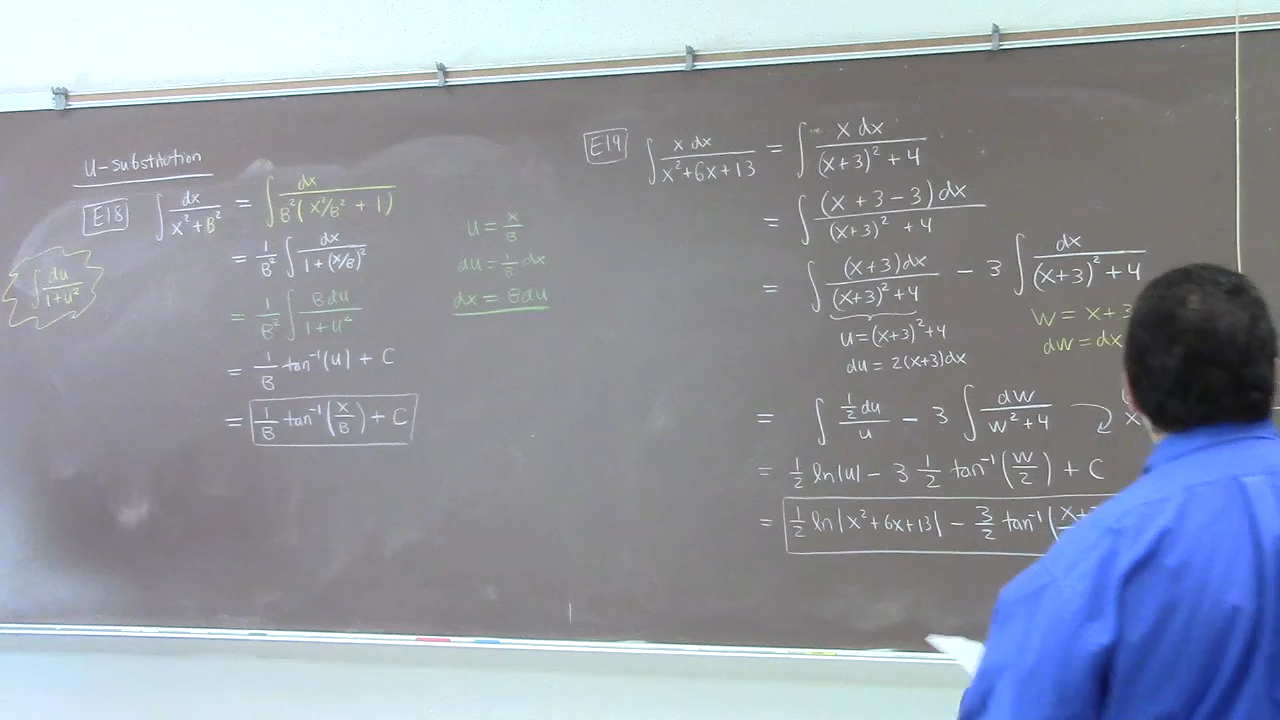 U-substitution
E18 ∫ dx/(x²+B²) = ∫ dx/(B²(x²/B² + 1))
= 1/B² ∫ dx/(1+(x/B)²)
= 1/B² ∫ Bdu/(1+u²)
= 1/B tan⁻¹(u) + C
= 1/B tan⁻¹(x/B) + C
∫ du/(1+u²)
u = x/B
du = 1/B dx
dx = Bdu
E19 ∫ x dx/(x²+6x+13) = ∫ x dx/((x+3)²+4)
= ∫ (x+3-3)dx/((x+3)²+4)
= ∫ (x+3)dx/((x+3)²+4) - 3 ∫ dx/((x+3)²+4)
u=(x+3)²+4
du = 2(x+3)dx
w = x+3
dw = dx
= ∫ ½du/u - 3 ∫ dw/(w²+4)
= ½ ln|u| - 3 ½ tan⁻¹(w/2) + C
= ½ ln|x²+6x+13| - 3/2 tan⁻¹(x+